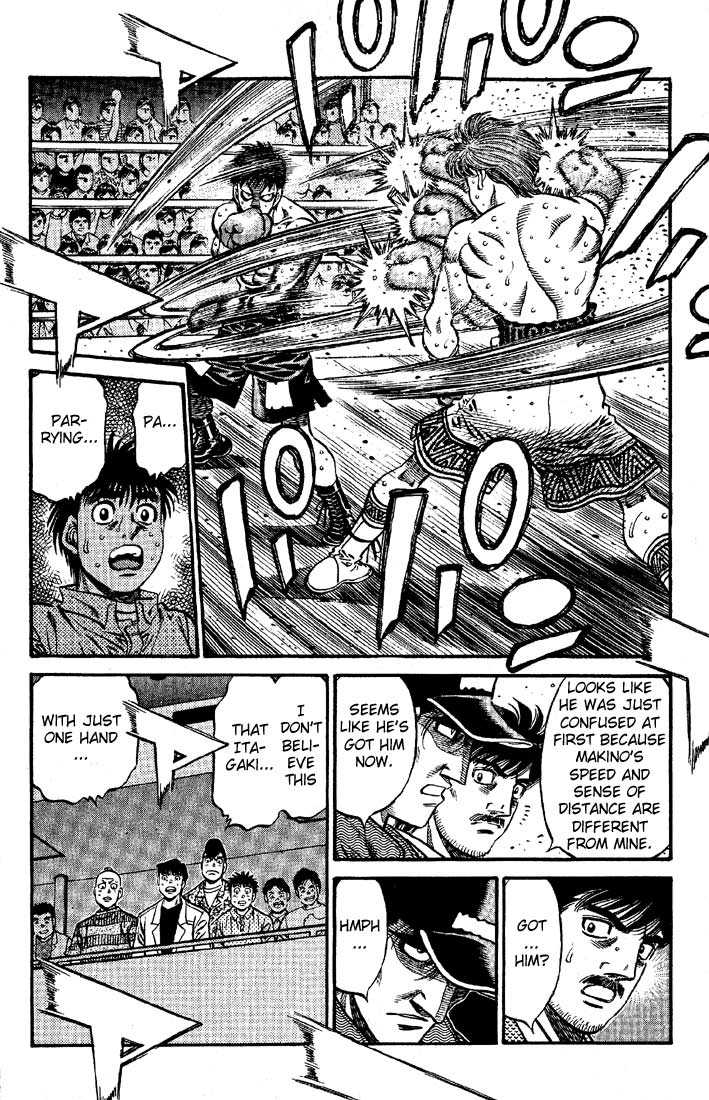 PA...
PAR-
RYING...
LOOKS LIKE
HE WAS JUST
CONFUSED AT
FIRST BECAUSE
MAKINO'S
SPEED AND
SENSE OF
DISTANCE ARE
DIFFERENT
FROM MINE.
SEEMS
LIKE HE'S
GOT HIM
NOW.
I
DON'T
BELI-
EVE
THIS
THAT
ITA-
GAKI...
WITH JUST
ONE HAND
...
GOT
...
HIM?
HMPH
...